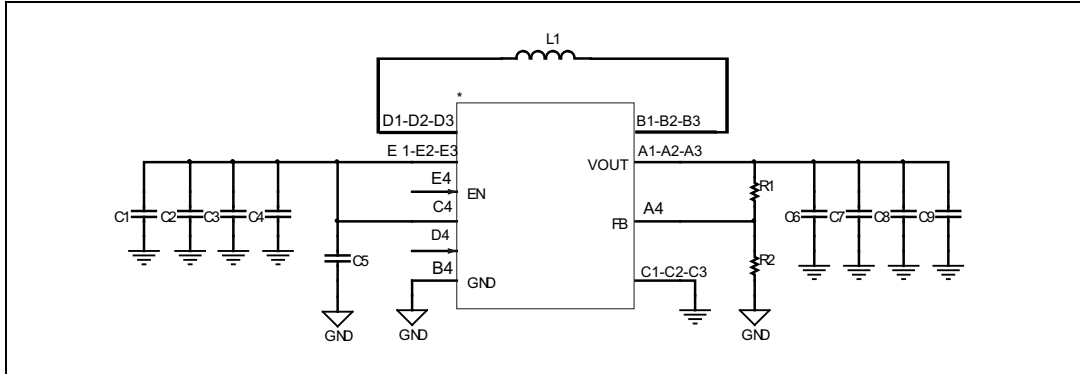 L1
*
D1-D2-D3
B1-B2-B3
E 1-E2-E3
A1-A2-A3
VOUT
E4
EN
R1
C4
A4
FB
C1
C2
C3
C4
C6
C7
C8
C9
D4
C5
R2
B4
GND
C1-C2-C3
GND
GND
GND